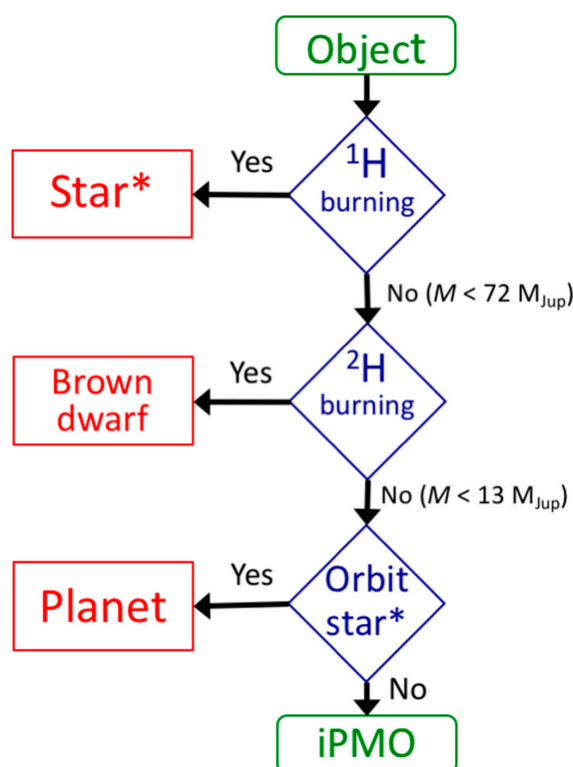 Object
¹H
burning
Yes
Star*
No (M < 72 M_Jup)
²H
burning
Yes
Brown
dwarf
No (M < 13 M_Jup)
Orbit
star*
Yes
Planet
No
iPMO